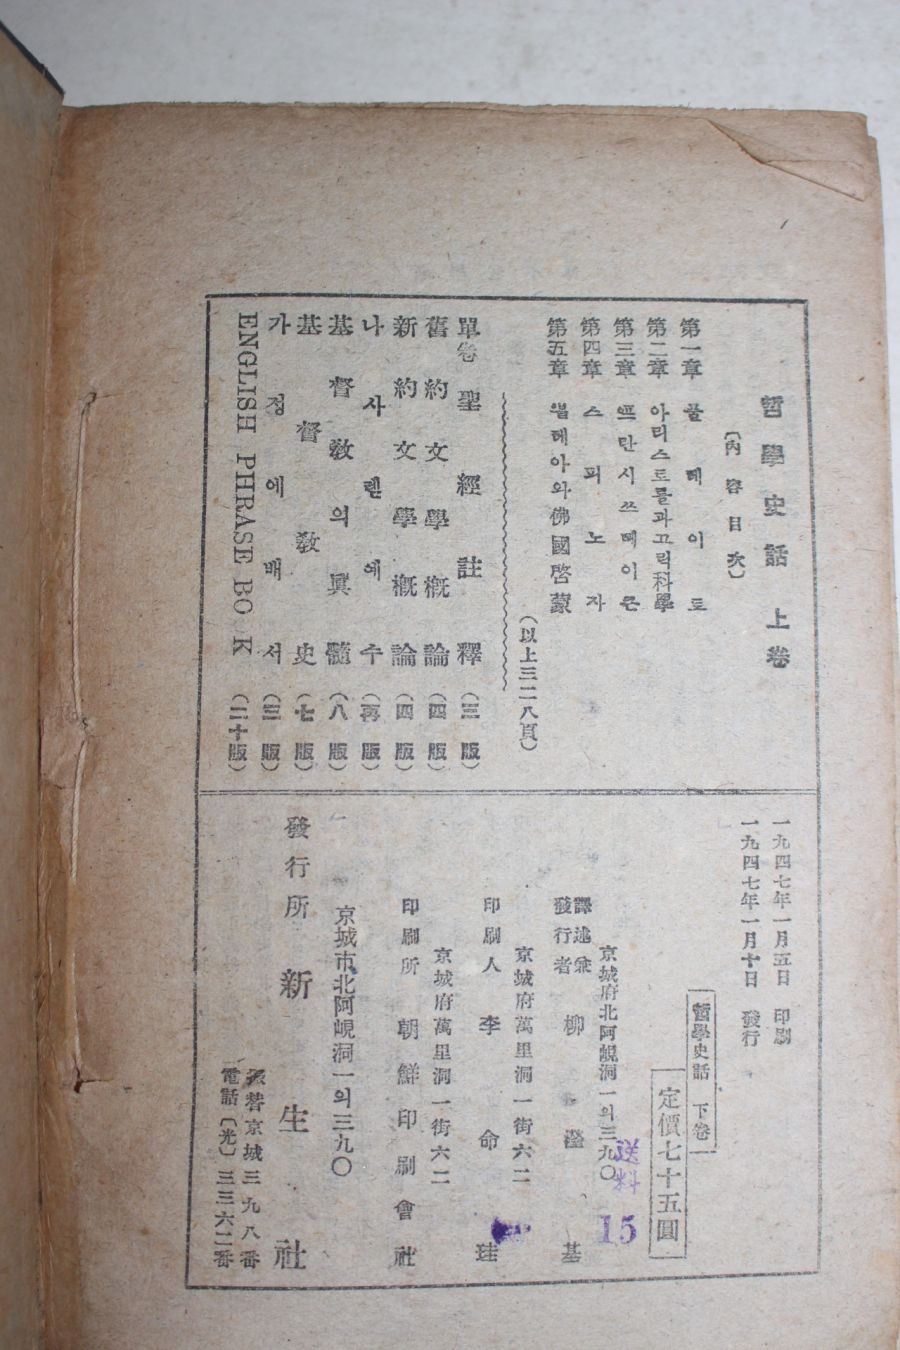 哲學史話 上卷
(內容目次)
第一章 풀레이토
第二章 아리스토틀과 그릭科學
第三章 프란시쓰 베이큰
第四章 스피노자
第五章 뽈테아와 佛國啓蒙
(以上三二八頁)
單卷 聖經註釋 (三版)
舊約文學槪論 (四版)
新約文學槪論 (四版)
나사렌 예수 (再版)
基督敎의 眞髓 (八版)
基督敎史 (七版)
가정에배서 (三版)
ENGLISH PHRASE BO K (二十版)
一九四七年一月五日 印刷
一九四七年一月十日 發行
哲學史話 下卷
定價七十五圓
送料 15
京城府北阿峴洞一의三九〇
譯述兼發行者 柳瀅基
京城府萬里洞一街六二
印刷人 李命珪
京城府萬里洞一街六二
印刷所 朝鮮印刷會社
京城市北阿峴洞一의三九〇
發行所 新生社
振替京城三九八番
電話〔光〕三三六二番